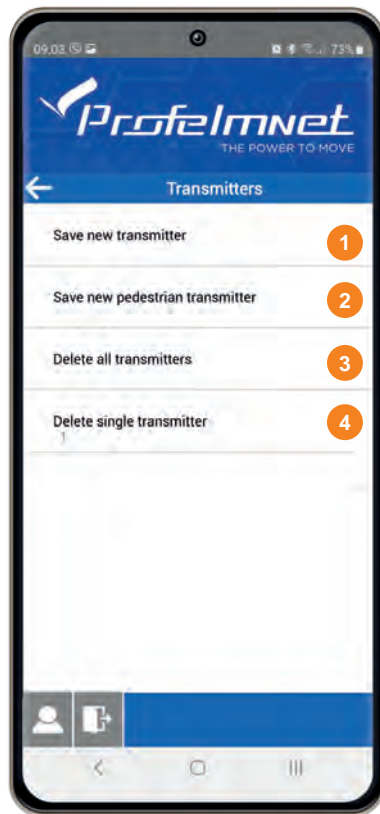 09.03 73%
Profelmnet
THE POWER TO MOVE
Transmitters
Save new transmitter 1
Save new pedestrian transmitter 2
Delete all transmitters 3
Delete single transmitter 4
1